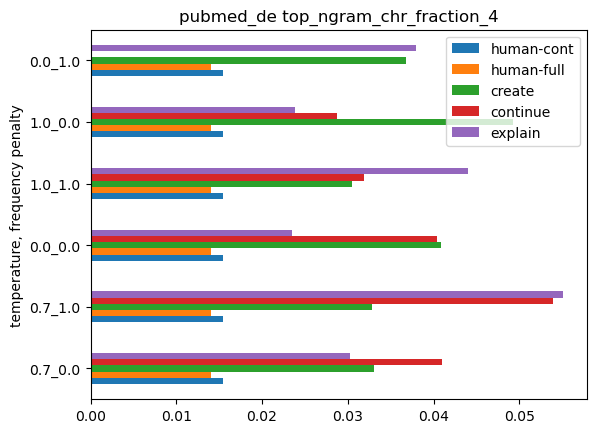 pubmed_de top_ngram_chr_fraction_4
temperature, frequency penalty
0.0_1.0
1.0_0.0
1.0_1.0
0.0_0.0
0.7_1.0
0.7_0.0
human-cont
human-full
create
continue
explain
0.00 0.01 0.02 0.03 0.04 0.05